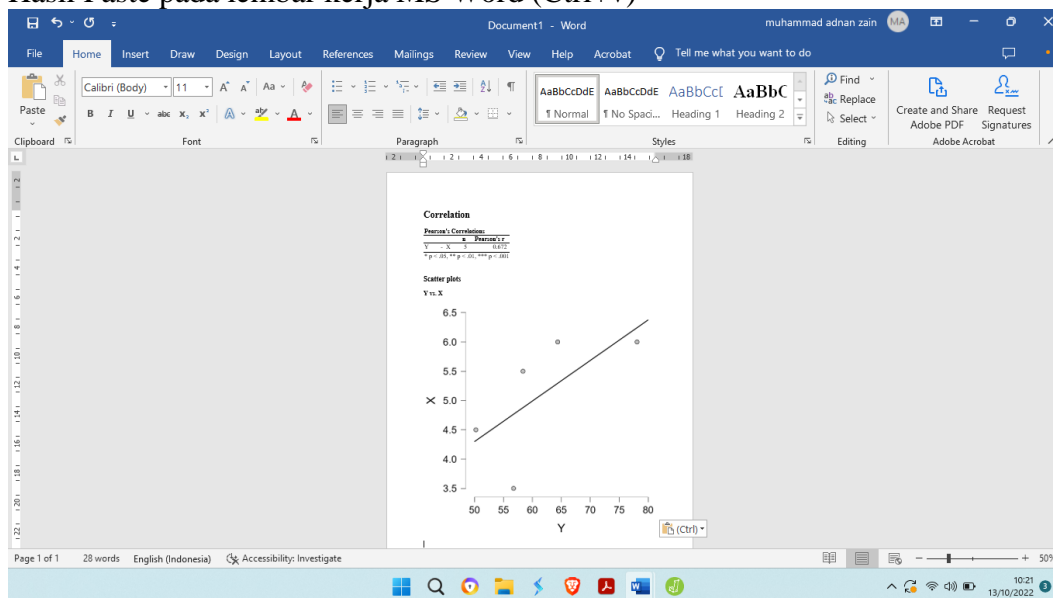 Hasil Paste pada lembar kerja MS Word (Ctrl+V)
Document1 - Word
muhammad adnan zain MA
File Home Insert Draw Design Layout References Mailings Review View Help Acrobat Tell me what you want to do
Paste
Calibri (Body) 11
Clipboard
Font
Paragraph
AaBbCcDdE AaBbCcDdE AaBbCcD AaBbC
¶ Normal ¶ No Spaci... Heading 1 Heading 2
Styles
Find
Replace
Select
Editing
Create and Share Adobe PDF
Request Signatures
Adobe Acrobat
Correlation
Pearson's Correlations
n Pearson's r
Y - X 5 0.672
* p < .05, ** p < .01, *** p < .001
Scatter plots
Y vs. X
6.5
6.0
5.5
X 5.0
4.5
4.0
3.5
50 55 60 65 70 75 80
Y
(Ctrl)
Page 1 of 1 28 words English (Indonesia) Accessibility: Investigate 50%
10:21
13/10/2022 3